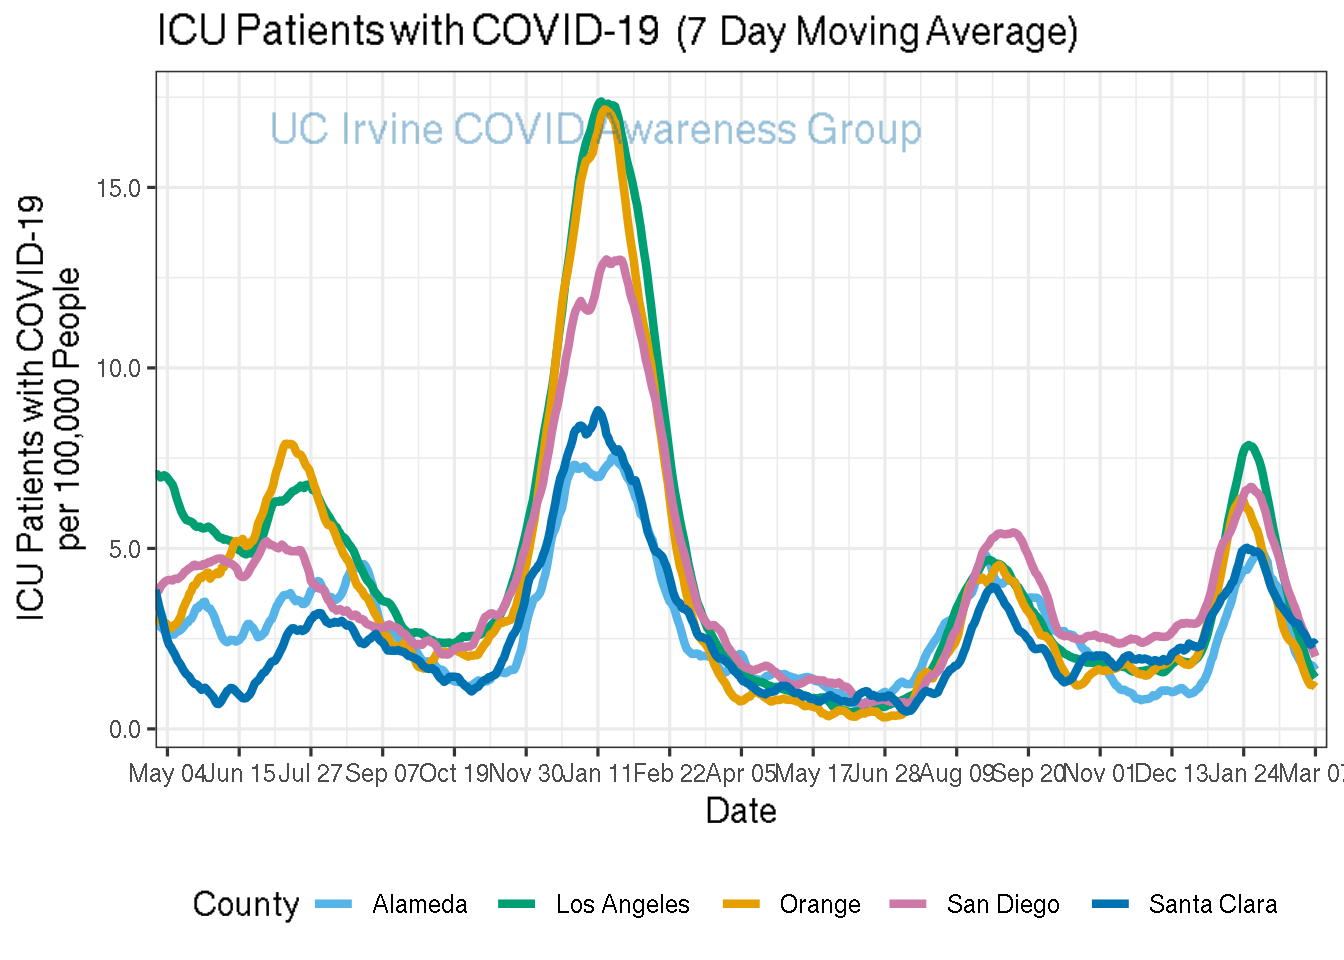 ICU Patients with COVID-19 (7 Day Moving Average)
UC Irvine COVID Awareness Group
ICU Patients with COVID-19
per 100,000 People
15.0
10.0
5.0
0.0
May 04 Jun 15 Jul 27 Sep 07 Oct 19 Nov 30 Jan 11 Feb 22 Apr 05 May 17 Jun 28 Aug 09 Sep 20 Nov 01 Dec 13 Jan 24 Mar 07
Date
County Alameda Los Angeles Orange San Diego Santa Clara